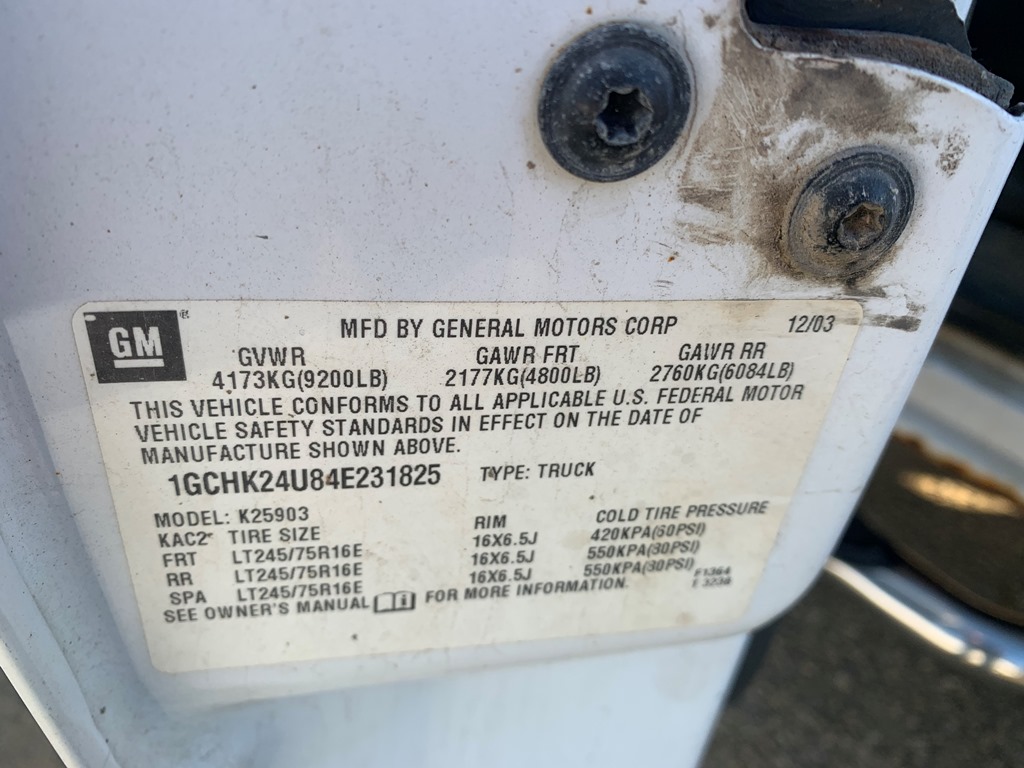 GM®
MFD BY GENERAL MOTORS CORP 12/03
GVWR GAWR FRT GAWR RR
4173KG(9200LB) 2177KG(4800LB) 2760KG(6084LB)
THIS VEHICLE CONFORMS TO ALL APPLICABLE U.S. FEDERAL MOTOR
VEHICLE SAFETY STANDARDS IN EFFECT ON THE DATE OF
MANUFACTURE SHOWN ABOVE.
1GCHK24U84E231825 TYPE: TRUCK
MODEL: K25903
KAC2 TIRE SIZE RIM COLD TIRE PRESSURE
FRT LT245/75R16E 16X6.5J 420KPA(60PSI)
RR LT245/75R16E 16X6.5J 550KPA(80PSI)
SPA LT245/75R16E 16X6.5J 550KPA(80PSI)
SEE OWNER'S MANUAL FOR MORE INFORMATION. F1364
E 3238